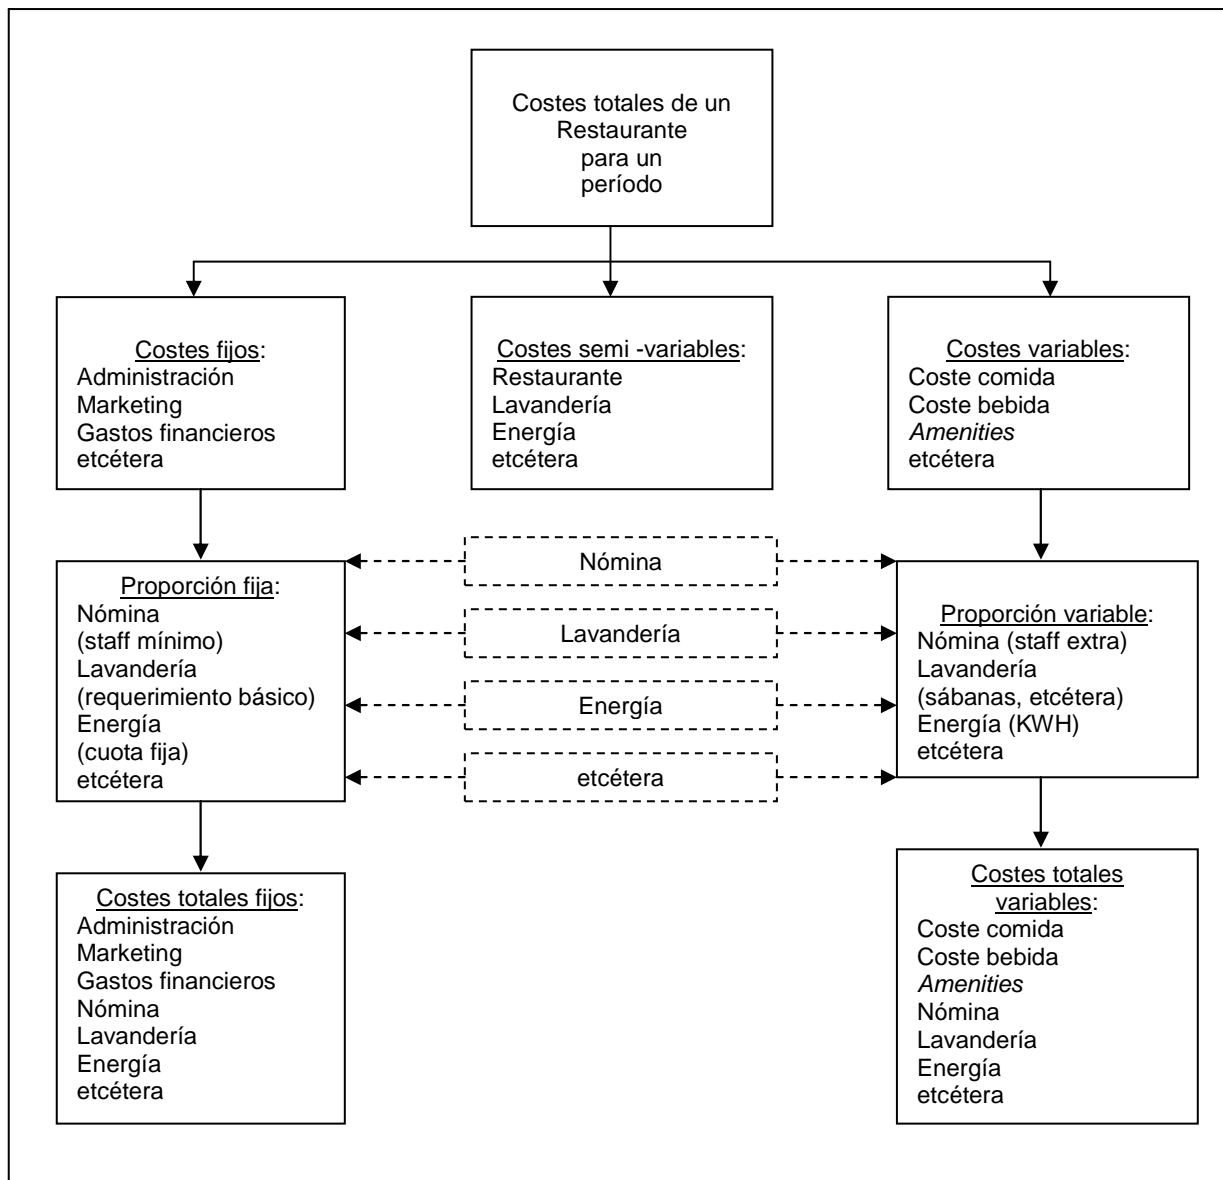 Costes totales de un
Restaurante
para un
período
Costes fijos:
Administración
Marketing
Gastos financieros
etcétera
Costes semi -variables:
Restaurante
Lavandería
Energía
etcétera
Costes variables:
Coste comida
Coste bebida
Amenities
etcétera
Proporción fija:
Nómina
(staff mínimo)
Lavandería
(requerimiento básico)
Energía
(cuota fija)
etcétera
Nómina
Lavandería
Energía
etcétera
Proporción variable:
Nómina (staff extra)
Lavandería
(sábanas, etcétera)
Energía (KWH)
etcétera
Costes totales fijos:
Administración
Marketing
Gastos financieros
Nómina
Lavandería
Energía
etcétera
Costes totales
variables:
Coste comida
Coste bebida
Amenities
Nómina
Lavandería
Energía
etcétera